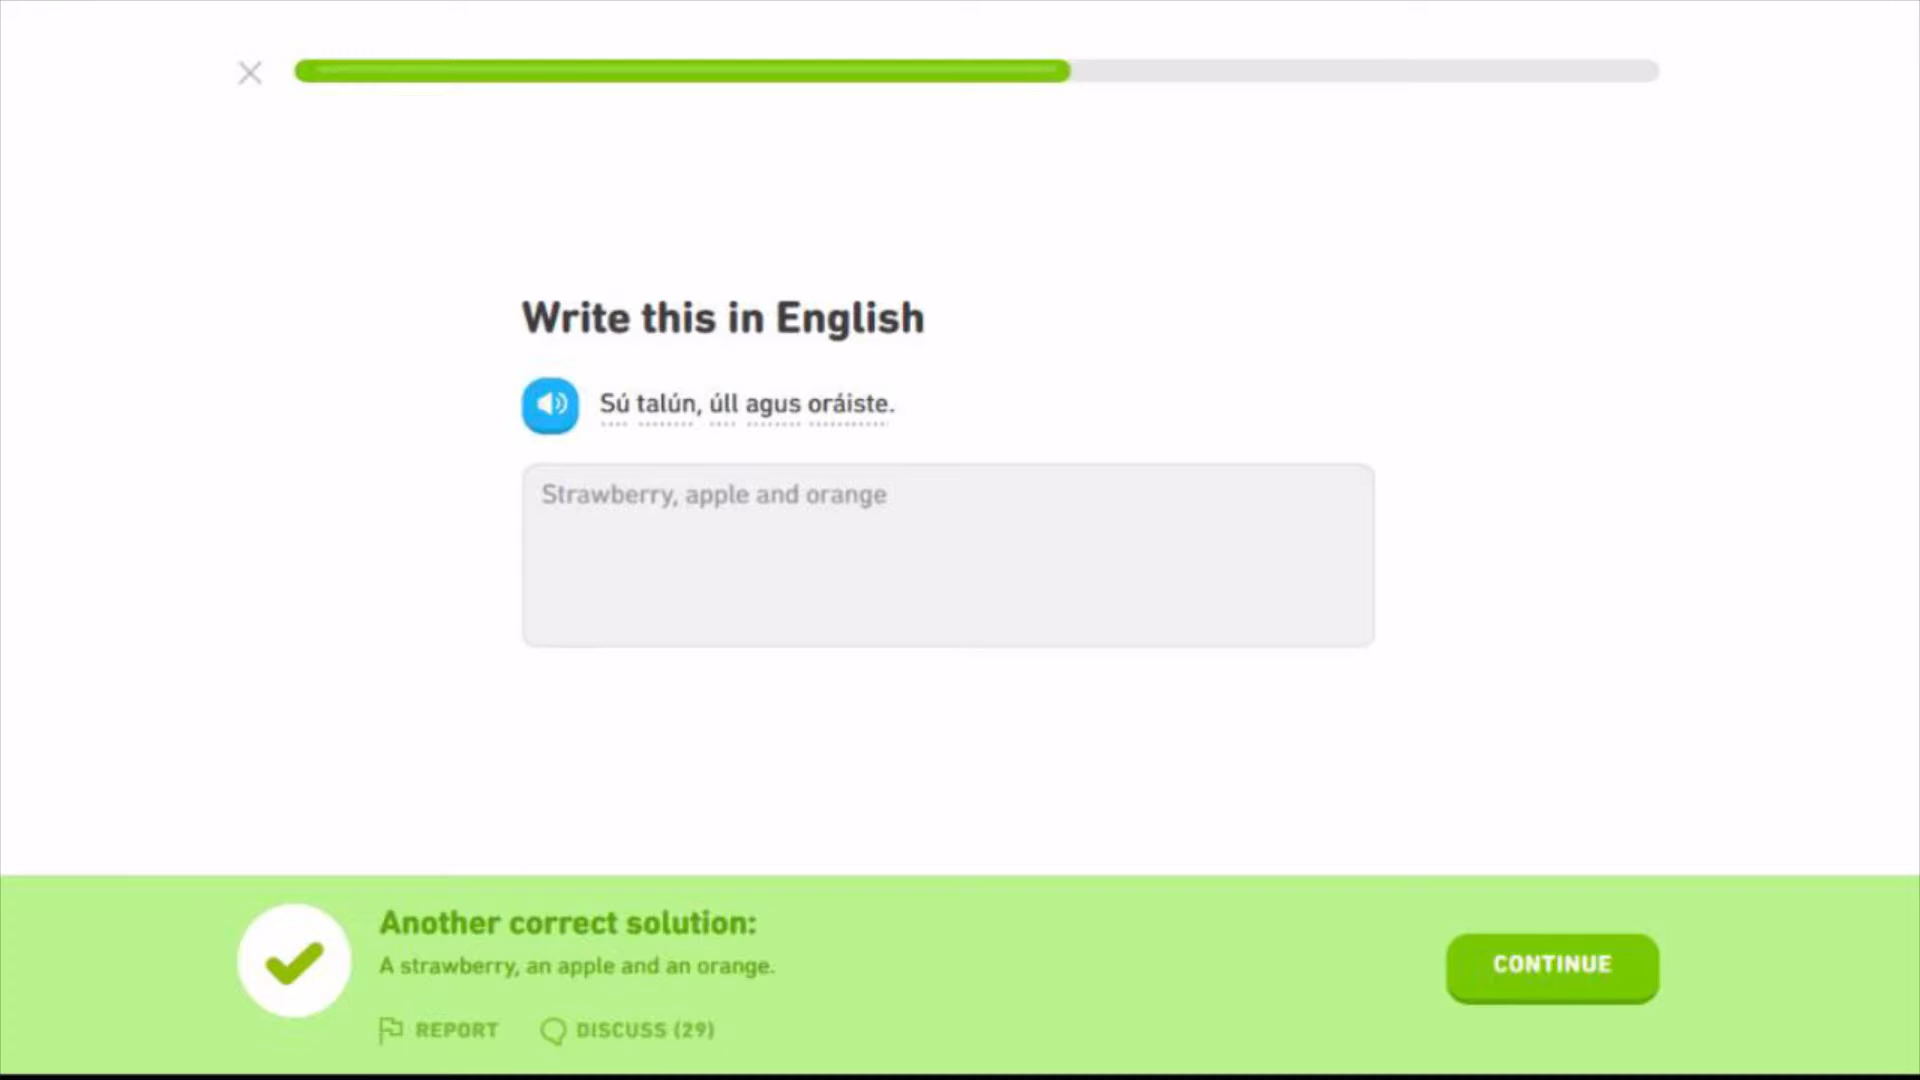 Write this in English
Sú talún, úll agus oráiste.
Strawberry, apple and orange
Another correct solution:
A strawberry, an apple and an orange.
CONTINUE
REPORT DISCUSS (29)